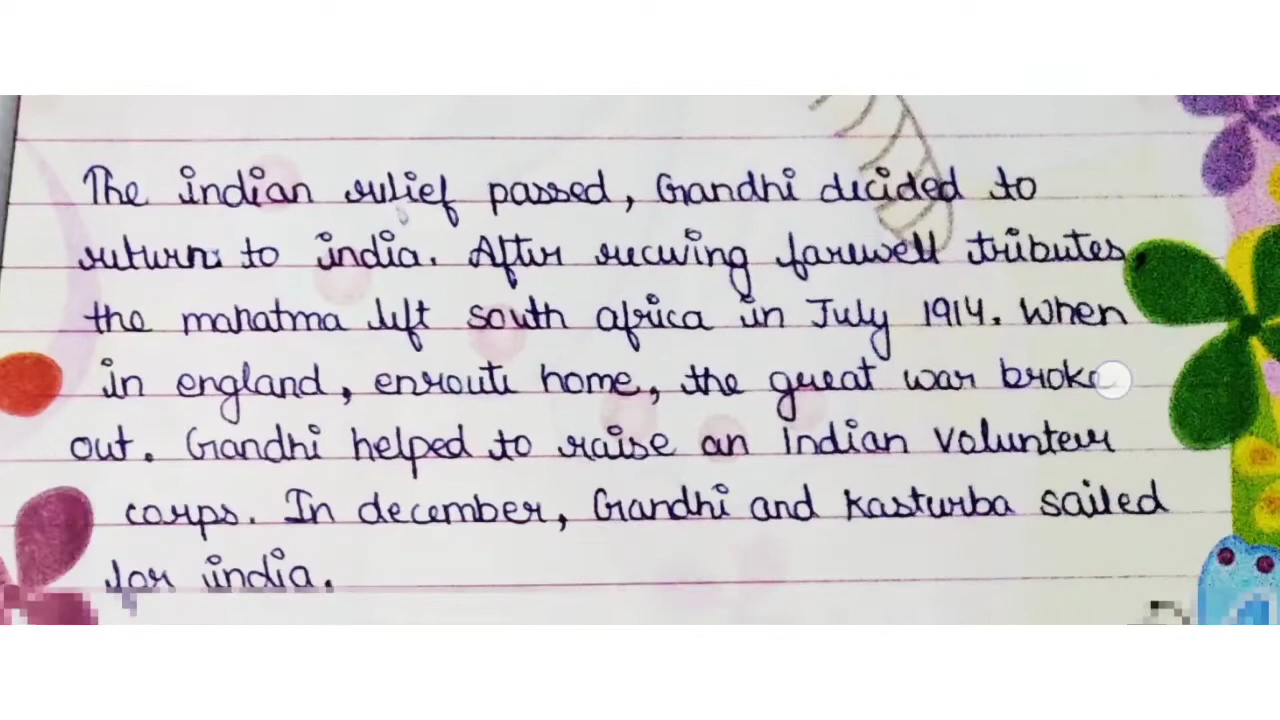 The indian relief passed, Gandhi decided to
return to india. After recieving farewell tributes
the mahatma left south africa in July 1914. When
in england, enroute home, the great war broke
out. Gandhi helped to raise an Indian Volunteer
corps. In december, Gandhi and Kasturba sailed
for india.